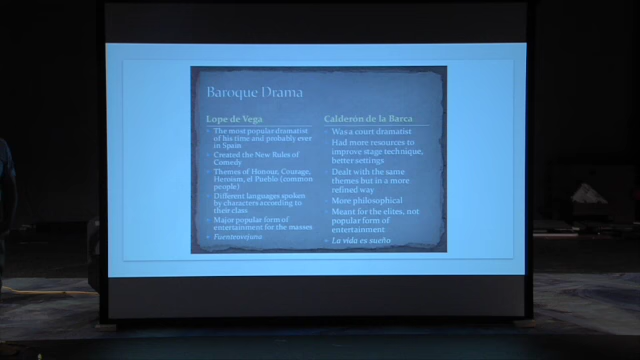 Baroque Drama
Lope de Vega
The most popular dramatist
of his time and probably ever
in Spain
Created the New Rules of
Comedy
Themes of Honour, Courage,
Heroism, el Pueblo (common
people)
Different languages spoken
by characters according to
their class
Major popular form of
entertainment for the masses
Fuenteovejuna
Calderón de la Barca
Was a court dramatist
Had more resources to
improve stage technique,
better settings
Dealt with the same
themes but in a more
refined way
More philosophical
Meant for the elites, not
popular form of
entertainment
La vida es sueño